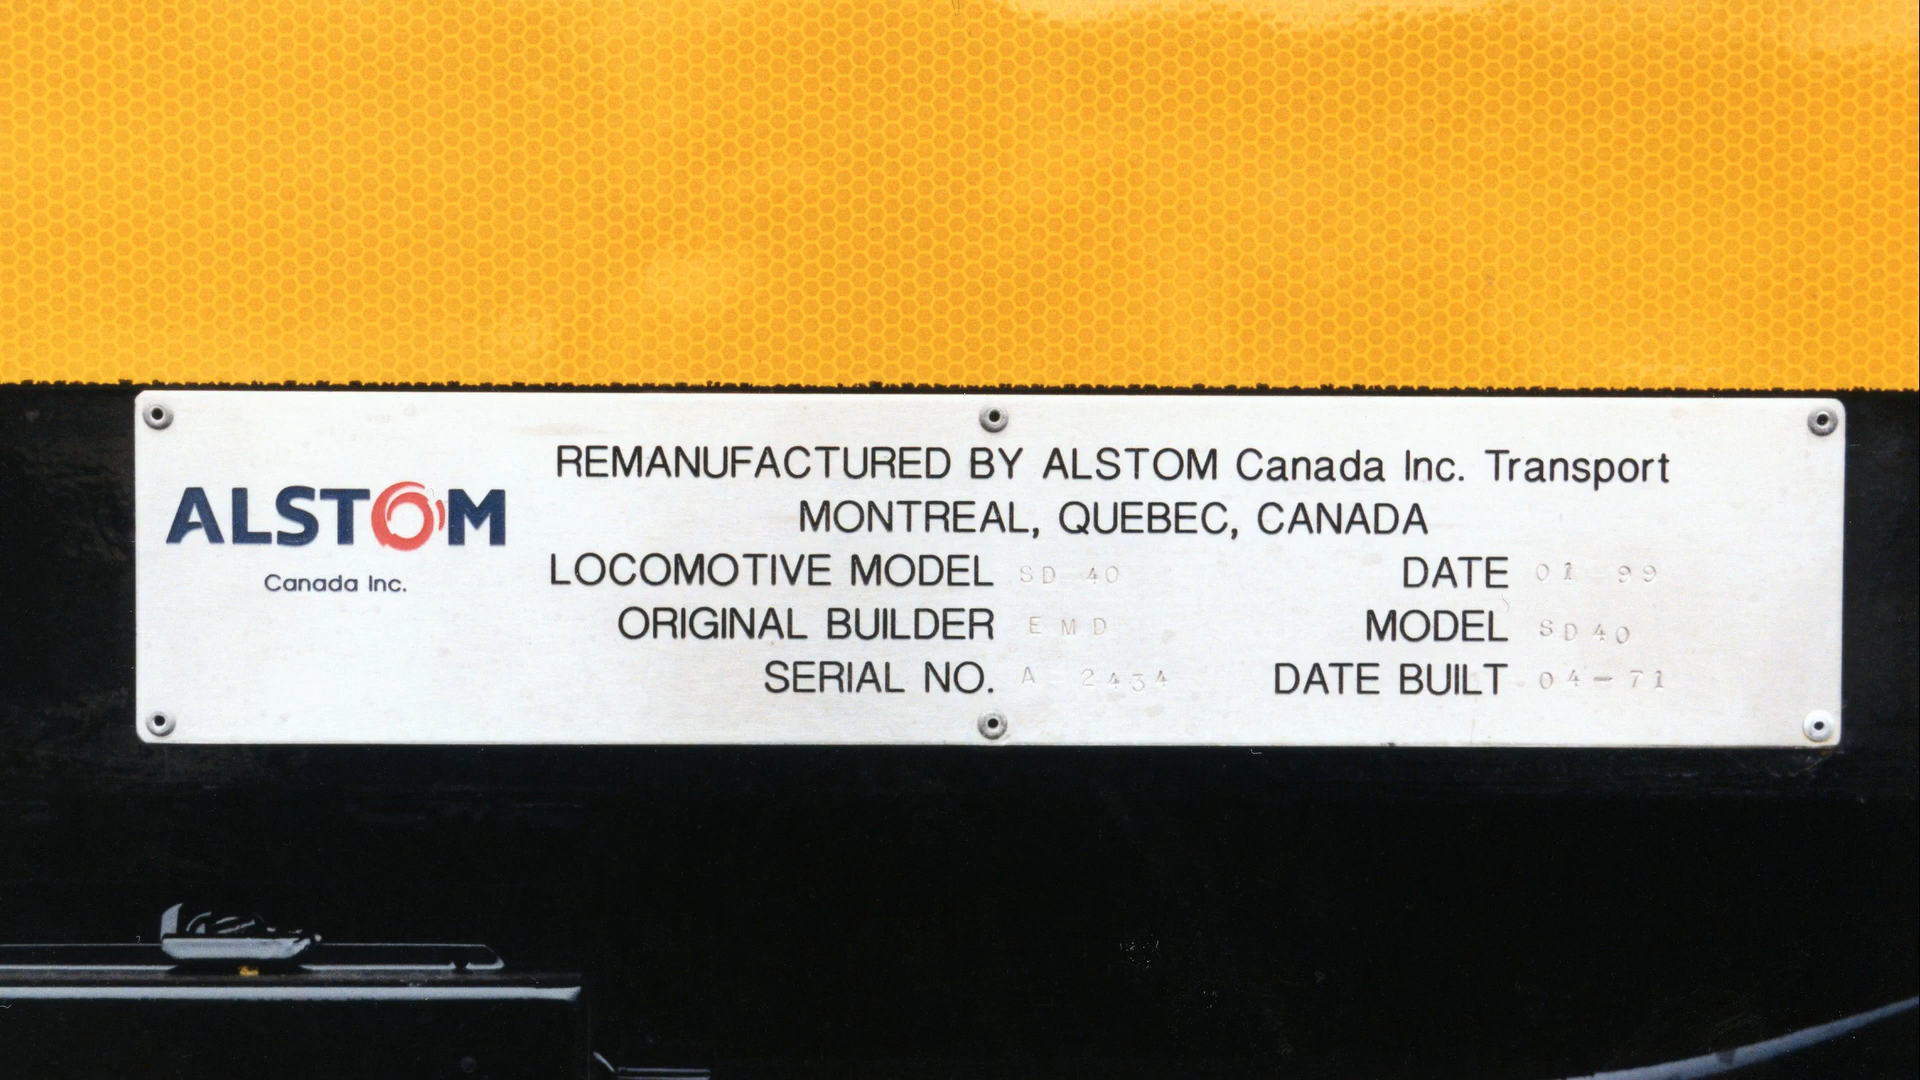 ALSTOM
Canada Inc.
REMANUFACTURED BY ALSTOM Canada Inc. Transport
MONTREAL, QUEBEC, CANADA
LOCOMOTIVE MODEL SD 40 DATE 01 99
ORIGINAL BUILDER EMD MODEL SD40
SERIAL NO. A 2434 DATE BUILT 04-71